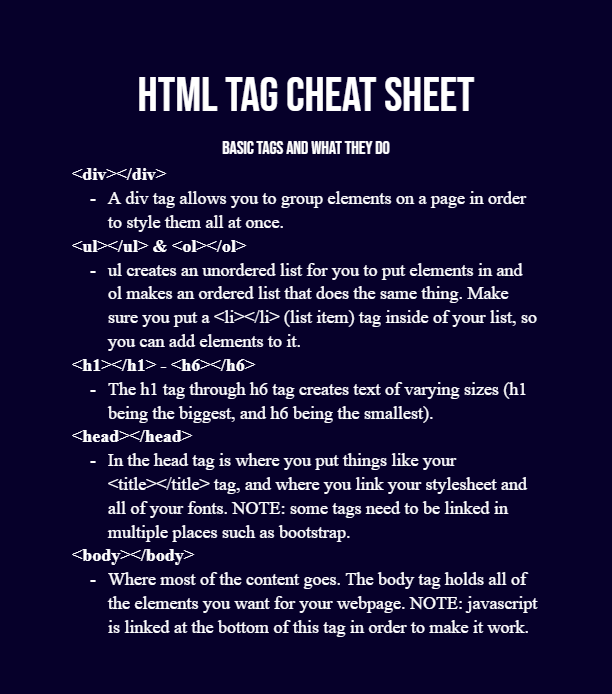 HTML TAG CHEAT SHEET
BASIC TAGS AND WHAT THEY DO
<div></div>
- A div tag allows you to group elements on a page in order
to style them all at once.
<ul></ul> & <ol></ol>
- ul creates an unordered list for you to put elements in and
ol makes an ordered list that does the same thing. Make
sure you put a <li></li> (list item) tag inside of your list, so
you can add elements to it.
<h1></h1> - <h6></h6>
- The h1 tag through h6 tag creates text of varying sizes (h1
being the biggest, and h6 being the smallest).
<head></head>
- In the head tag is where you put things like your
<title></title> tag, and where you link your stylesheet and
all of your fonts. NOTE: some tags need to be linked in
multiple places such as bootstrap.
<body></body>
- Where most of the content goes. The body tag holds all of
the elements you want for your webpage. NOTE: javascript
is linked at the bottom of this tag in order to make it work.